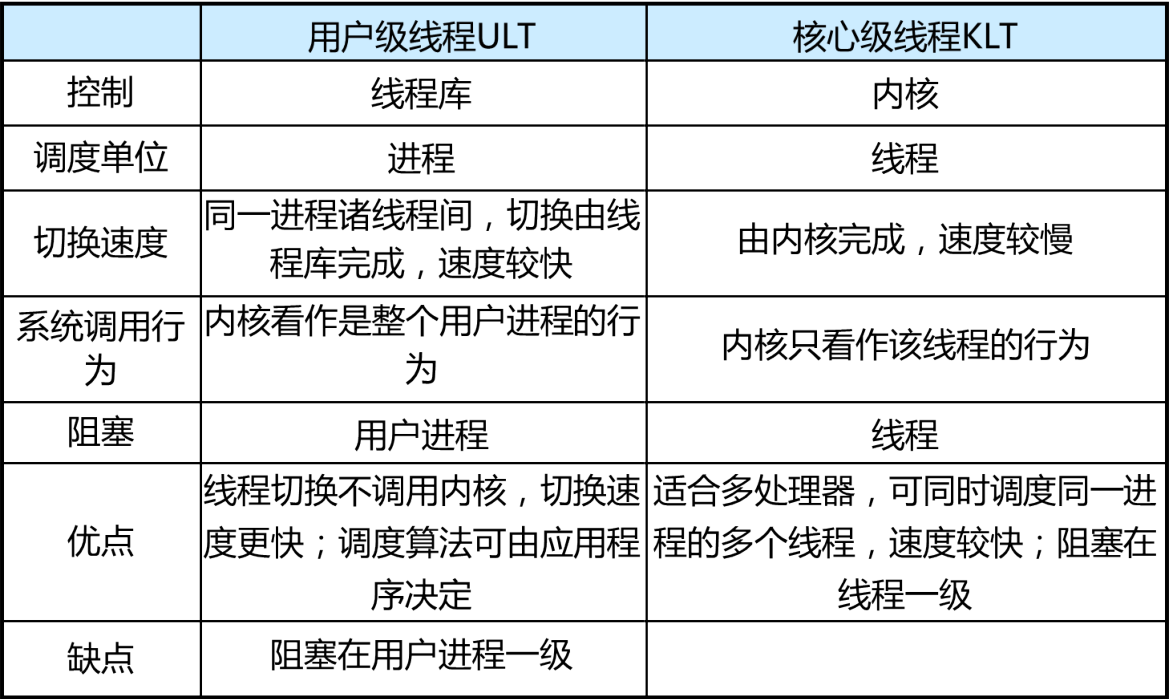 用户级线程ULT
核心级线程KLT
控制
线程库
内核
调度单位
进程
线程
切换速度
同一进程诸线程间，切换由线
程库完成，速度较快
由内核完成，速度较慢
系统调用行
为
内核看作是整个用户进程的行
为
内核只看作该线程的行为
阻塞
用户进程
线程
优点
线程切换不调用内核，切换速
度更快；调度算法可由应用程
序决定
适合多处理器，可同时调度同一进
程的多个线程，速度较快；阻塞在
线程一级
缺点
阻塞在用户进程一级